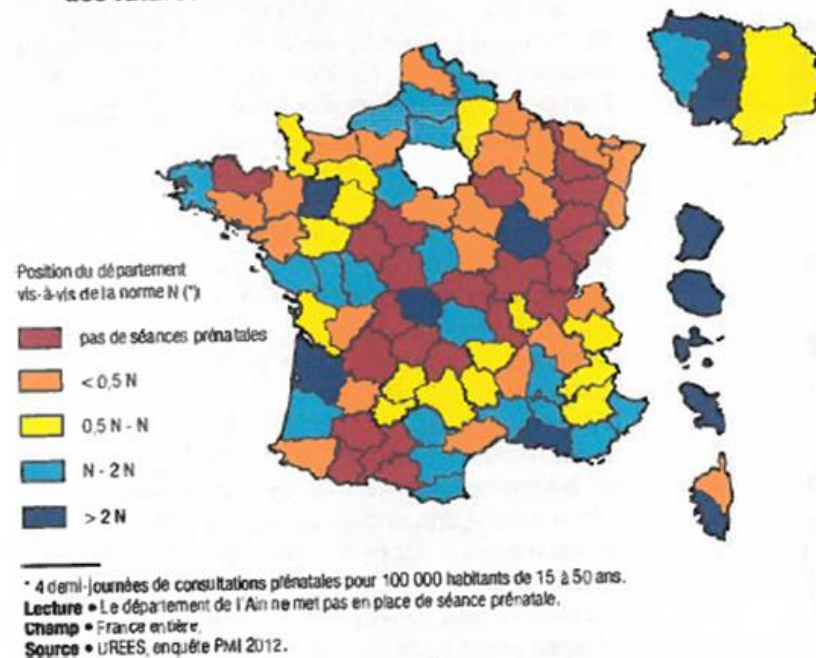 Position du département
vis-à-vis de la norme N (*)
pas de séances prénatales
< 0,5 N
0,5 N - N
N - 2 N
> 2 N
* 4 demi-journées de consultations prénatales pour 100 000 habitants de 15 à 50 ans.
Lecture • Le département de l'Ain ne met pas en place de séance prénatale.
Champ • France entière.
Source • DREES, enquête PMI 2012.